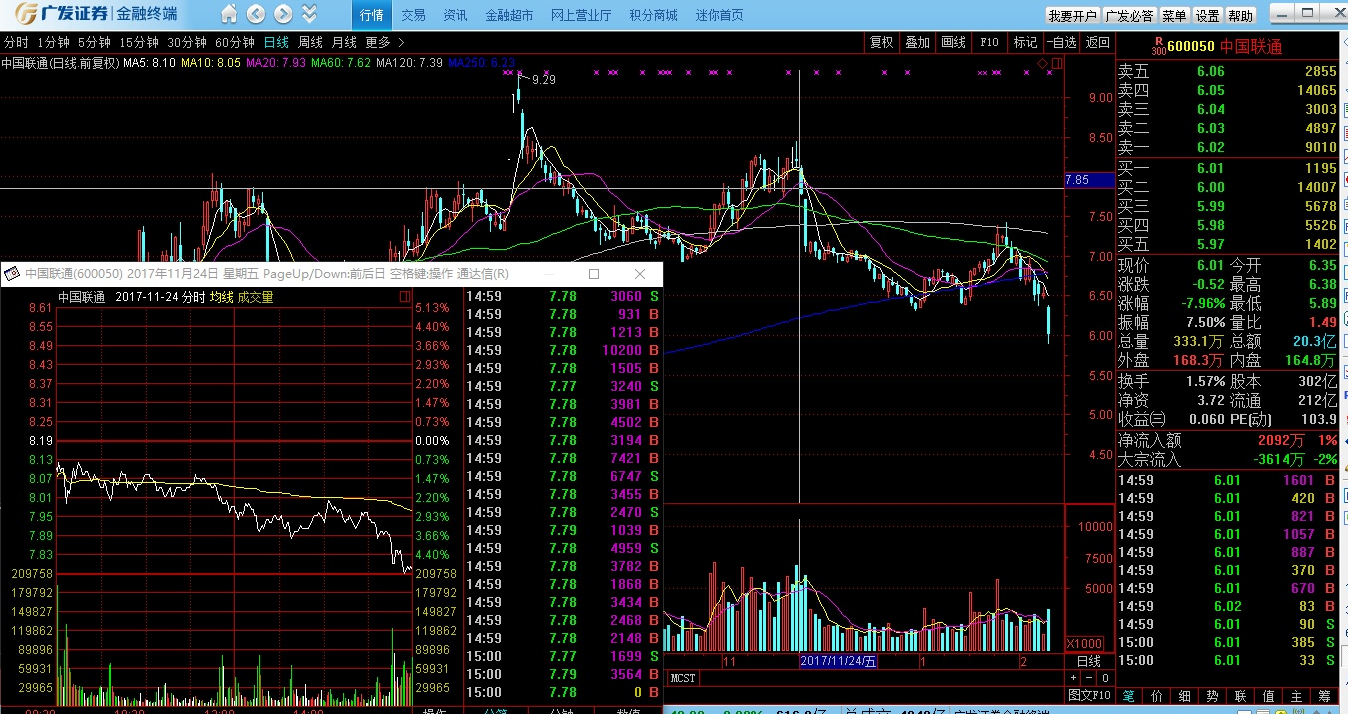 广发证券 金融终端 行情 交易 资讯 金融超市 网上营业厅 积分商城 迷你首页 我要开户 广发必答 菜单 设置 帮助
分时 1分钟 5分钟 15分钟 30分钟 60分钟 日线 周线 月线 更多 > 复权 叠加 画线 F10 标记 -自选 返回
R 300 600050 中国联通
中国联通(日线.前复权) MA5: 8.10 MA10: 8.05 MA20: 7.93 MA60: 7.62 MA120: 7.39 MA250: 6.23
9.29
9.00
8.50
7.85
7.50
7.00
6.50
6.00
5.50
5.00
4.50
10000
7500
5000
X1000
11 2017/11/24/五 1 2 日线
MCST + - 0
图文F10
中国联通(600050) 2017年11月24日 星期五 PageUp/Down:前后日 空格键:操作 通达信(R)
中国联通 2017-11-24 分时 均线 成交量
8.61 5.13%
8.55 4.40%
8.49 3.66%
8.43 2.93%
8.37 2.20%
8.31 1.47%
8.25 0.73%
8.19 0.00%
8.13 0.73%
8.07 1.47%
8.01 2.20%
7.95 2.93%
7.89 3.66%
7.83 4.40%
209758 209758
179792 179792
149827 149827
119862 119862
89896 89896
59931 59931
29965 29965
14:59 7.78 3060 S
14:59 7.78 931 B
14:59 7.78 1213 B
14:59 7.78 10200 B
14:59 7.78 1505 B
14:59 7.77 3240 S
14:59 7.78 3981 B
14:59 7.78 4502 B
14:59 7.78 3194 B
14:59 7.78 7421 B
14:59 7.78 6747 S
14:59 7.78 3455 B
14:59 7.78 2470 S
14:59 7.79 1039 B
14:59 7.78 4959 S
14:59 7.78 3782 B
14:59 7.78 1868 B
14:59 7.78 3434 B
14:59 7.78 2468 B
14:59 7.78 2148 B
15:00 7.77 1699 S
15:00 7.79 3564 B
15:00 7.78 0 B
卖五 6.06 2855
卖四 6.05 14065
卖三 6.04 3003
卖二 6.03 4897
卖一 6.02 9010
买一 6.01 1195
买二 6.00 14007
买三 5.99 5678
买四 5.98 5526
买五 5.97 1402
现价 6.01 今开 6.35
涨跌 -0.52 最高 6.38
涨幅 -7.96% 最低 5.89
振幅 7.50% 量比 1.49
总量 333.1万 总额 20.3亿
外盘 168.3万 内盘 164.8万
换手 1.57% 股本 302亿
净资 3.72 流通 212亿
收益㈢ 0.060 PE(动) 103.9
净流入额 2092万 1%
大宗流入 -3614万 -2%
14:59 6.01 1601 B
14:59 6.01 420 B
14:59 6.01 821 B
14:59 6.01 1057 B
14:59 6.01 887 B
14:59 6.01 370 B
14:59 6.01 670 B
14:59 6.02 83 B
14:59 6.01 90 S
15:00 6.01 385 S
15:00 6.01 33 S
笔 价 细 势 联 值 主 筹